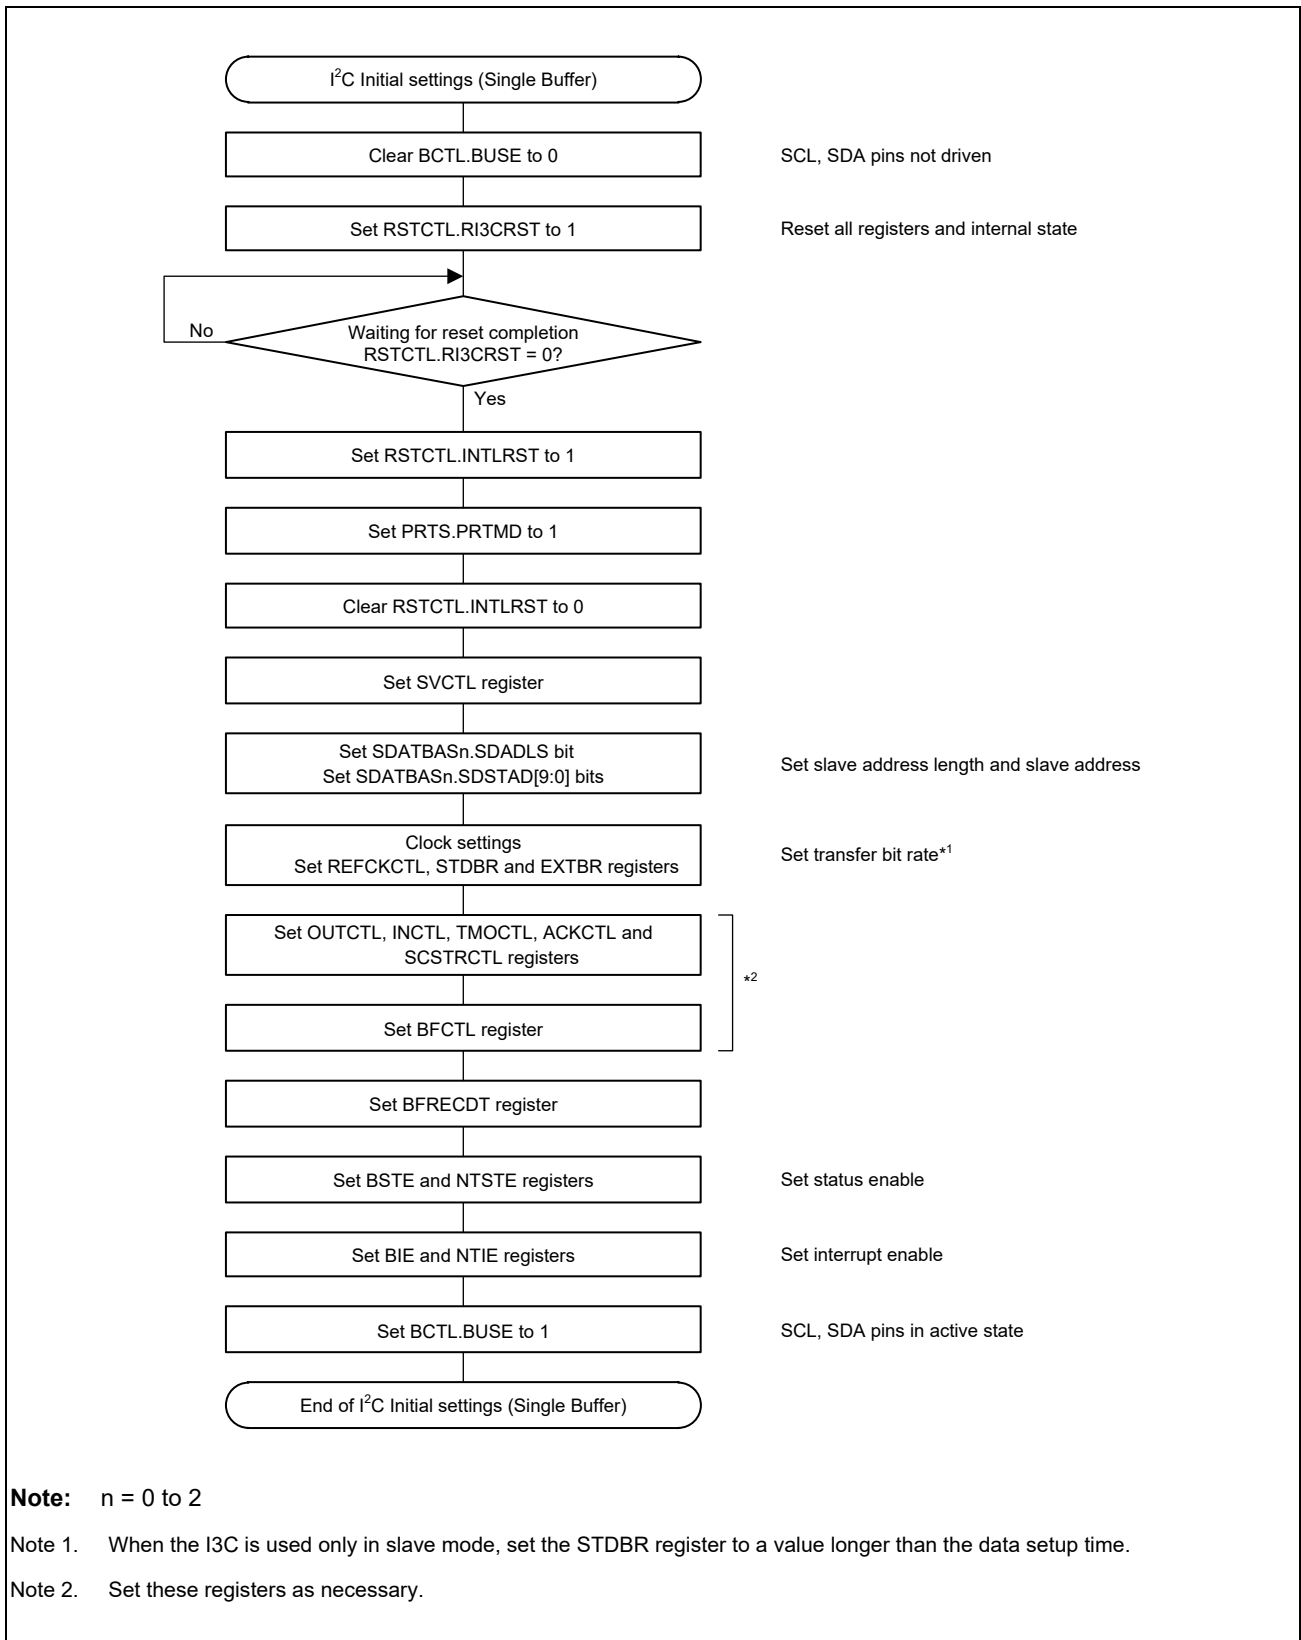 I²C Initial settings (Single Buffer)
Clear BCTL.BUSE to 0
SCL, SDA pins not driven
Set RSTCTL.RI3CRST to 1
Reset all registers and internal state
No
Waiting for reset completion
RSTCTL.RI3CRST = 0?
Yes
Set RSTCTL.INTLRST to 1
Set PRTS.PRTMD to 1
Clear RSTCTL.INTLRST to 0
Set SVCTL register
Set SDATBASn.SDADLS bit
Set SDATBASn.SDSTAD[9:0] bits
Set slave address length and slave address
Clock settings
Set REFCKCTL, STDBR and EXTBR registers
Set transfer bit rate*¹
Set OUTCTL, INCTL, TMOCTL, ACKCTL and
SCSTRCTL registers
*²
Set BFCTL register
Set BFRECDT register
Set BSTE and NTSTE registers
Set status enable
Set BIE and NTIE registers
Set interrupt enable
Set BCTL.BUSE to 1
SCL, SDA pins in active state
End of I²C Initial settings (Single Buffer)
Note: n = 0 to 2
Note 1. When the I3C is used only in slave mode, set the STDBR register to a value longer than the data setup time.
Note 2. Set these registers as necessary.